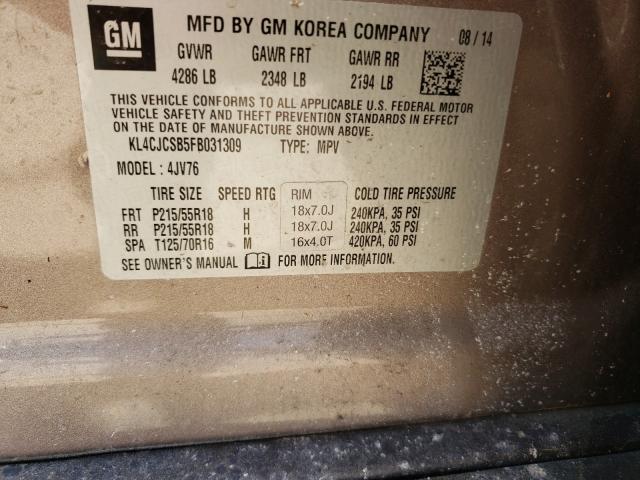 GM MFD BY GM KOREA COMPANY 08 / 14
GVWR GAWR FRT GAWR RR
4286 LB 2348 LB 2194 LB
THIS VEHICLE CONFORMS TO ALL APPLICABLE U.S. FEDERAL MOTOR
VEHICLE SAFETY AND THEFT PREVENTION STANDARDS IN EFFECT ON
THE DATE OF MANUFACTURE SHOWN ABOVE.
KL4CJCSB5FB031309 TYPE: MPV
MODEL : 4JV76
TIRE SIZE SPEED RTG RIM COLD TIRE PRESSURE
FRT P215/55R18 H 18x7.0J 240KPA, 35 PSI
RR P215/55R18 H 18x7.0J 240KPA, 35 PSI
SPA T125/70R16 M 16x4.0T 420KPA, 60 PSI
SEE OWNER'S MANUAL FOR MORE INFORMATION.